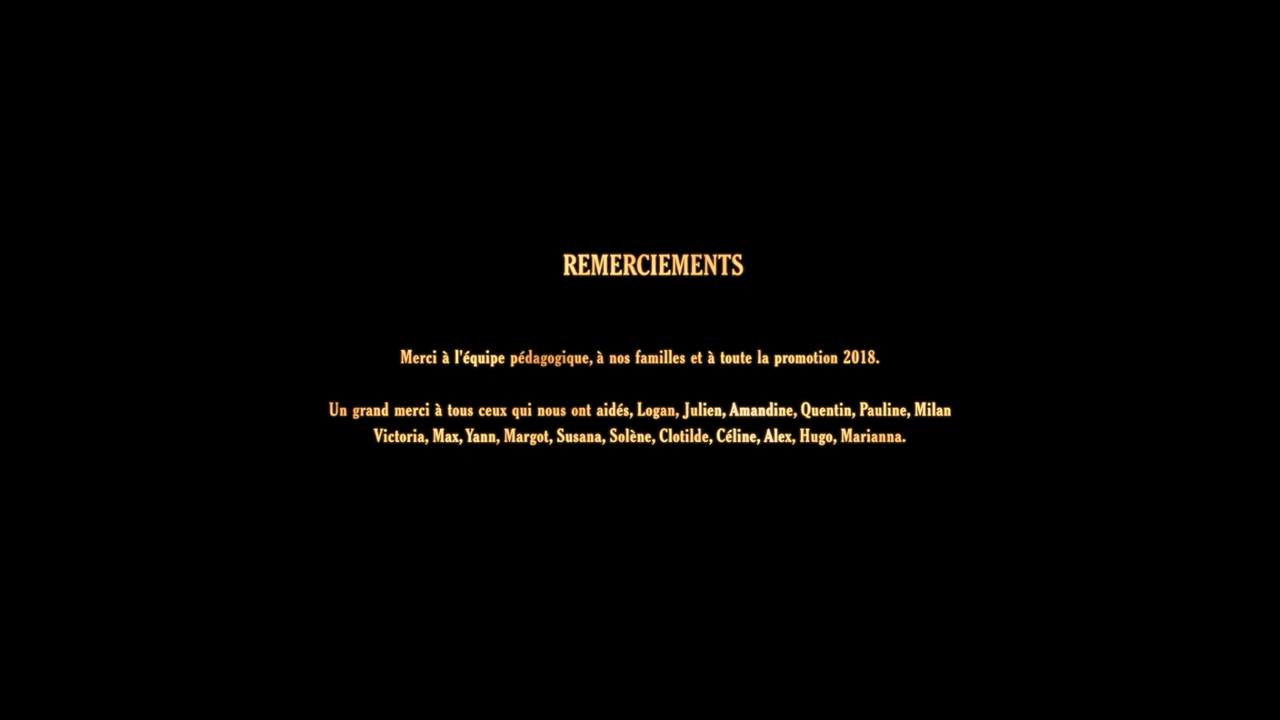 REMERCIEMENTS
Merci à l'équipe pédagogique, à nos familles et à toute la promotion 2018.
Un grand merci à tous ceux qui nous ont aidés, Logan, Julien, Amandine, Quentin, Pauline, Milan
Victoria, Max, Yann, Margot, Susana, Solène, Clotilde, Céline, Alex, Hugo, Marianna.